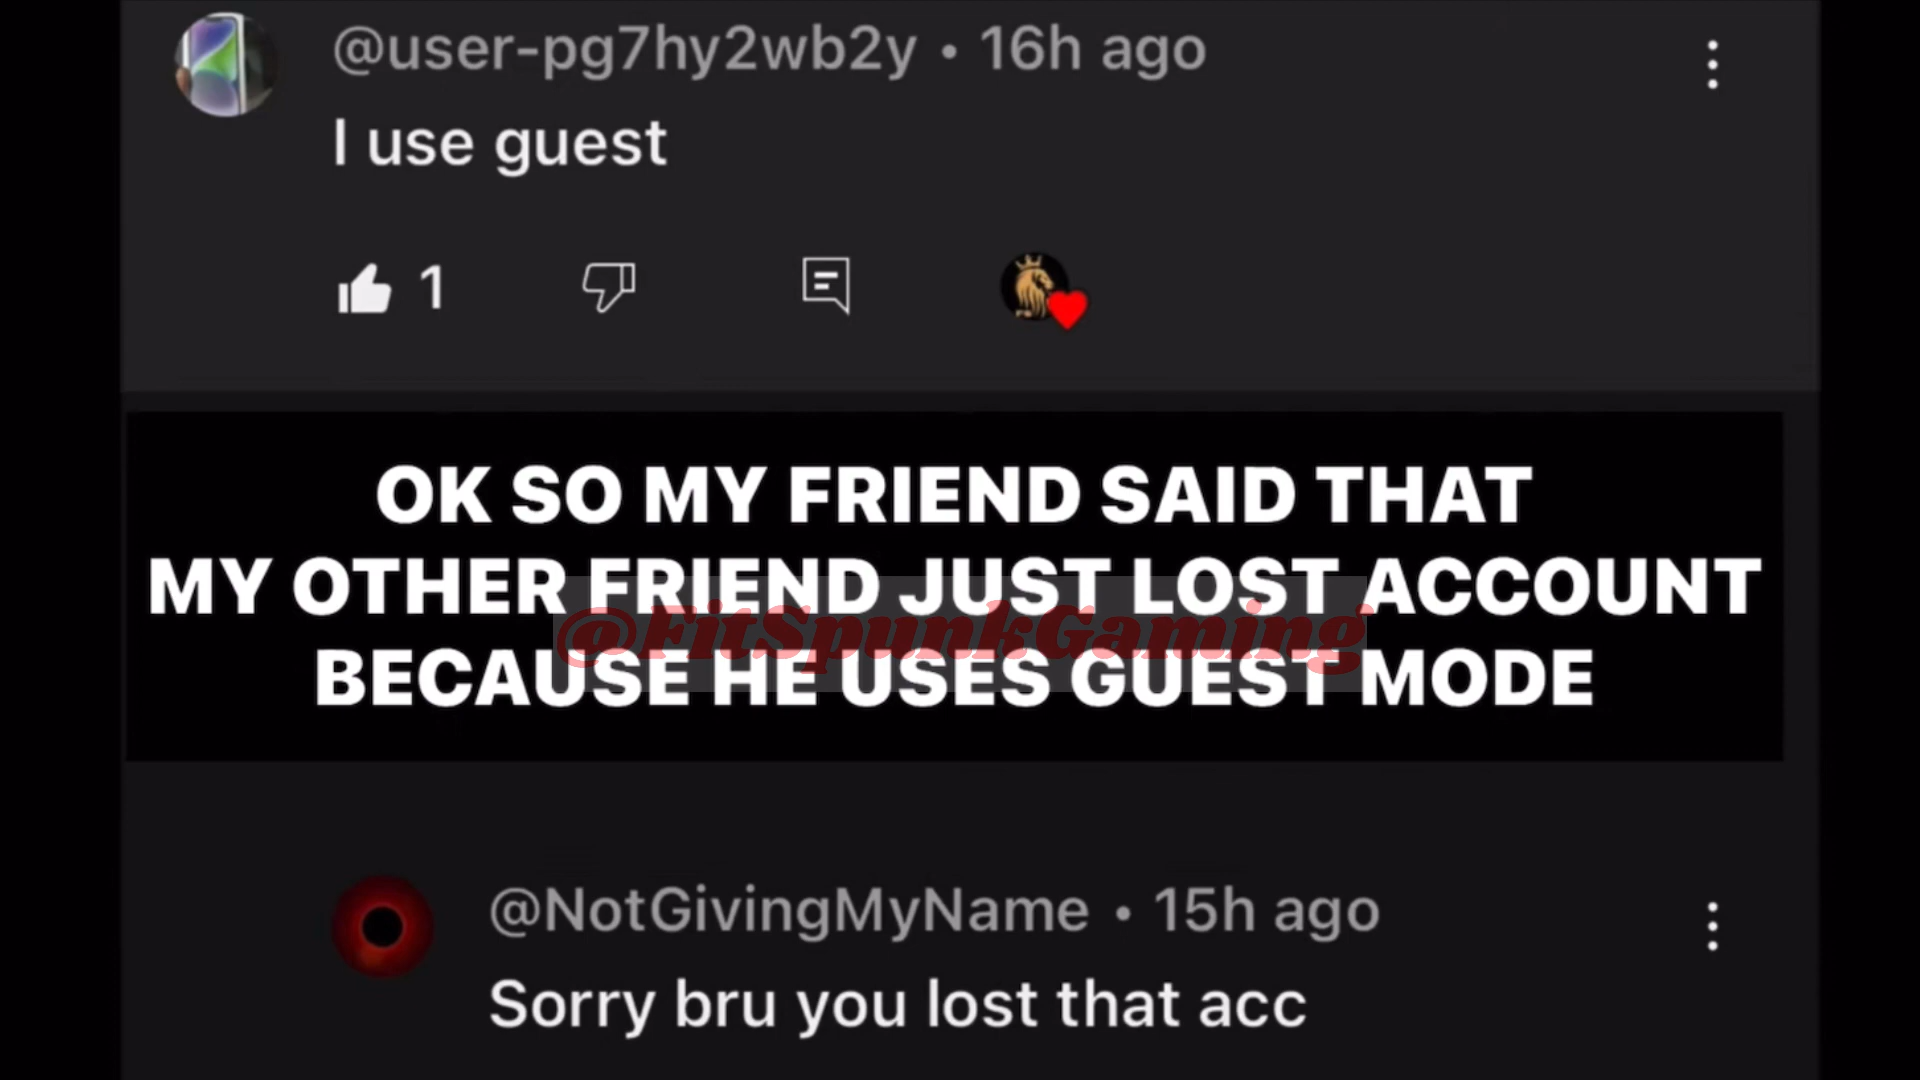 @user-pg7hy2wb2y • 16h ago
I use guest
1
OK SO MY FRIEND SAID THAT
MY OTHER FRIEND JUST LOST ACCOUNT
@FitSpunkGaming
BECAUSE HE USES GUEST MODE
@NotGivingMyName • 15h ago
Sorry bru you lost that acc